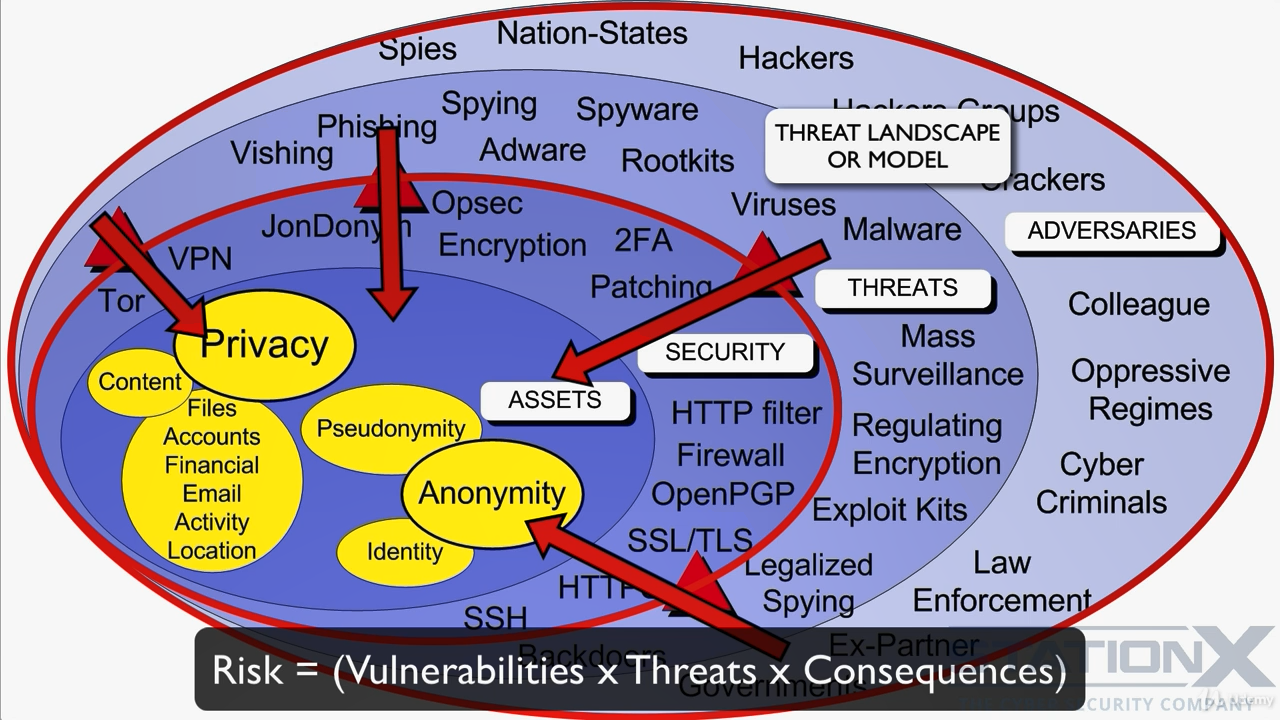 Spies
Nation-States
Hackers
Hackers Groups
Crackers
ADVERSARIES
Colleague
Oppressive
Regimes
Cyber
Criminals
Law
Enforcement
Ex-Partner
Governments
THREAT LANDSCAPE
OR MODEL
Phishing
Vishing
Spying
Spyware
Adware
Rootkits
Viruses
Malware
THREATS
Mass
Surveillance
Regulating
Encryption
Exploit Kits
Legalized
Spying
Backdoors
JonDonym
Opsec
Encryption
2FA
Patching
VPN
Tor
SECURITY
HTTP filter
Firewall
OpenPGP
SSL/TLS
HTTPS
SSH
ASSETS
Privacy
Content
Files
Accounts
Financial
Email
Activity
Location
Pseudonymity
Anonymity
Identity
Risk = (Vulnerabilities x Threats x Consequences)
STATIONX
SECURITY COMPANY